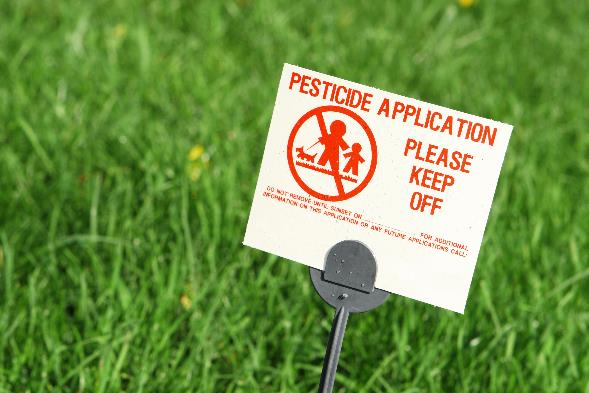 PESTICIDE APPLICATION
PLEASE
KEEP
OFF
DO NOT REMOVE UNTIL SUNSET ON ____________ FOR ADDITIONAL
INFORMATION ON THIS APPLICATION OR ANY FUTURE APPLICATIONS CALL: